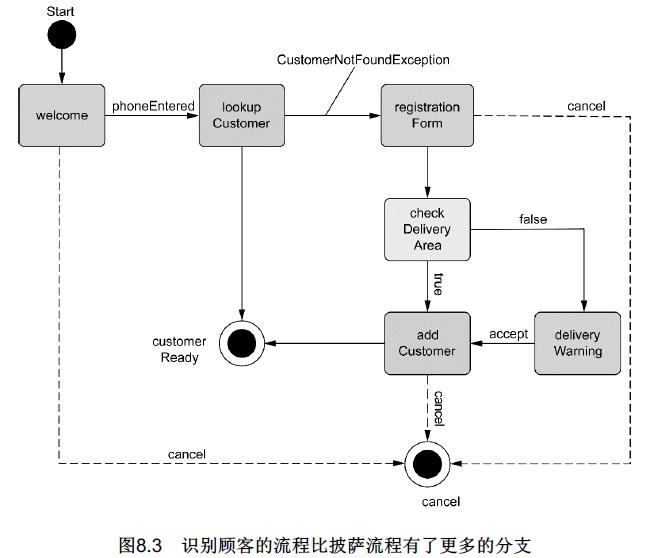 Start
CustomerNotFoundException
welcome
phoneEntered
lookup
Customer
registration
Form
cancel
check
Delivery
Area
false
true
customer
Ready
add
Customer
accept
delivery
Warning
cancel
cancel
cancel
图8.3 识别顾客的流程比披萨流程有了更多的分支